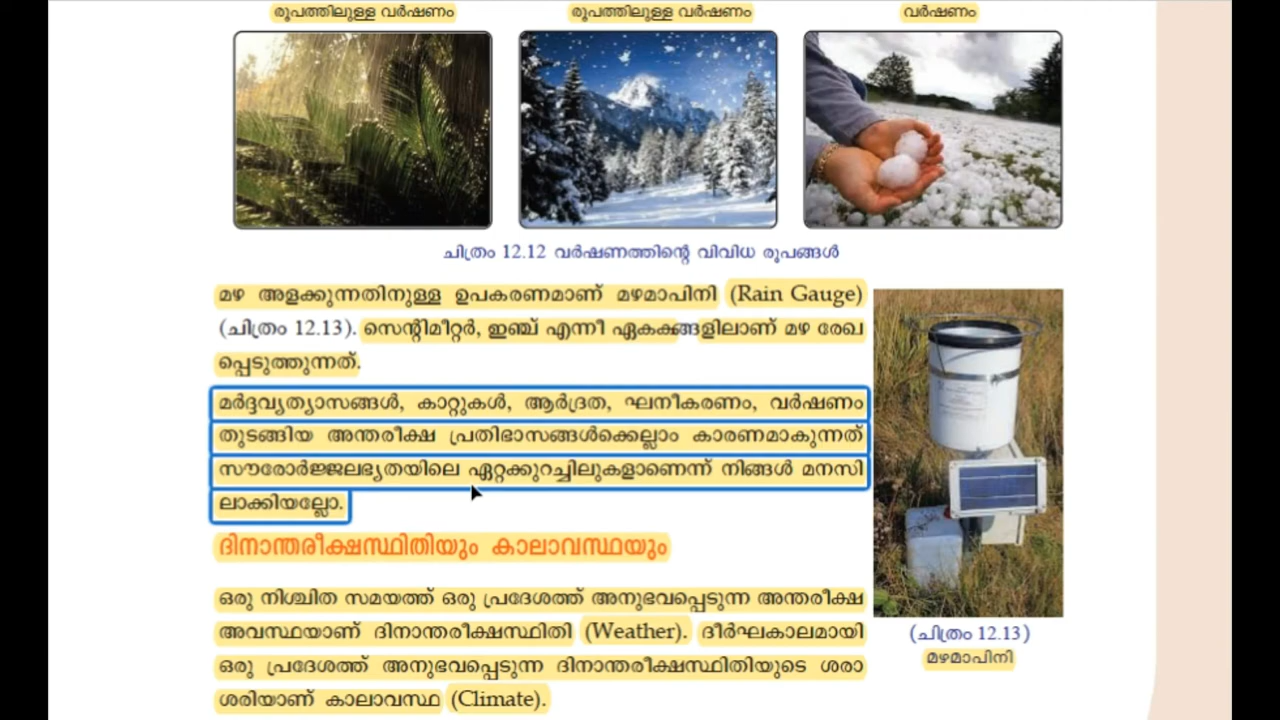 രൂപത്തിലുള്ള വർഷണം
രൂപത്തിലുള്ള വർഷണം
വർഷണം
ചിത്രം 12.12 വർഷണത്തിന്റെ വിവിധ രൂപങ്ങൾ
മഴ അളക്കുന്നതിനുള്ള ഉപകരണമാണ് മഴമാപിനി (Rain Gauge)
(ചിത്രം 12.13). സെന്റിമീറ്റർ, ഇഞ്ച് എന്നീ ഏകകങ്ങളിലാണ് മഴ രേഖ
പ്പെടുത്തുന്നത്.
മർദ്ദവ്യത്യാസങ്ങൾ, കാറ്റുകൾ, ആർദ്രത, ഘനീകരണം, വർഷണം
തുടങ്ങിയ അന്തരീക്ഷ പ്രതിഭാസങ്ങൾക്കെല്ലാം കാരണമാകുന്നത്
സൗരോർജ്ജലഭ്യതയിലെ ഏറ്റക്കുറച്ചിലുകളാണെന്ന് നിങ്ങൾ മനസി
ലാക്കിയല്ലോ.
ദിനാന്തരീക്ഷസ്ഥിതിയും കാലാവസ്ഥയും
ഒരു നിശ്ചിത സമയത്ത് ഒരു പ്രദേശത്ത് അനുഭവപ്പെടുന്ന അന്തരീക്ഷ
അവസ്ഥയാണ് ദിനാന്തരീക്ഷസ്ഥിതി (Weather). ദീർഘകാലമായി
ഒരു പ്രദേശത്ത് അനുഭവപ്പെടുന്ന ദിനാന്തരീക്ഷസ്ഥിതിയുടെ ശരാ
ശരിയാണ് കാലാവസ്ഥ (Climate).
(ചിത്രം 12.13)
മഴമാപിനി